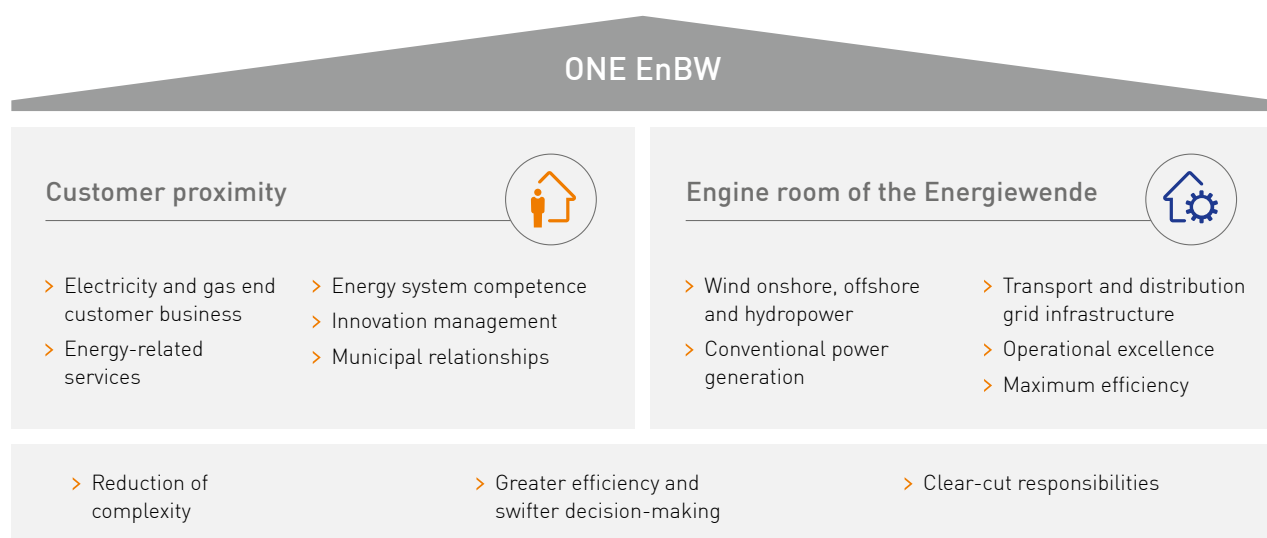 ONE EnBW
Customer proximity
Electricity and gas end
customer business
Energy-related
services
Energy system competence
Innovation management
Municipal relationships
Engine room of the Energiewende
Wind onshore, offshore
and hydropower
Conventional power
generation
Transport and distribution
grid infrastructure
Operational excellence
Maximum efficiency
Reduction of
complexity
Greater efficiency and
swifter decision-making
Clear-cut responsibilities